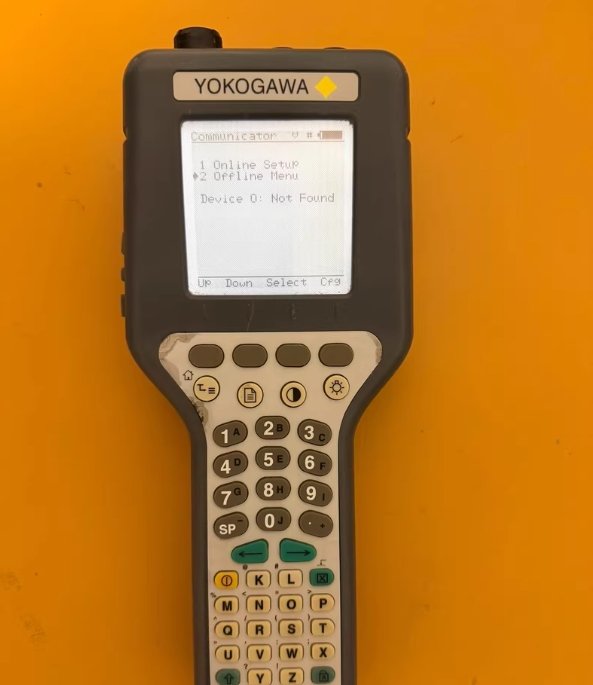 YOKOGAWA
Communicator #
1 Online Setup
2 Offline Menu
Device 0: Not Found
Up Down Select Cfg
1 A 2 B 3 C
4 D 5 E 6 F
7 G 8 H 9 I
SP - 0 J . +
K L
M N O P
Q R S T
U V W X
Y Z